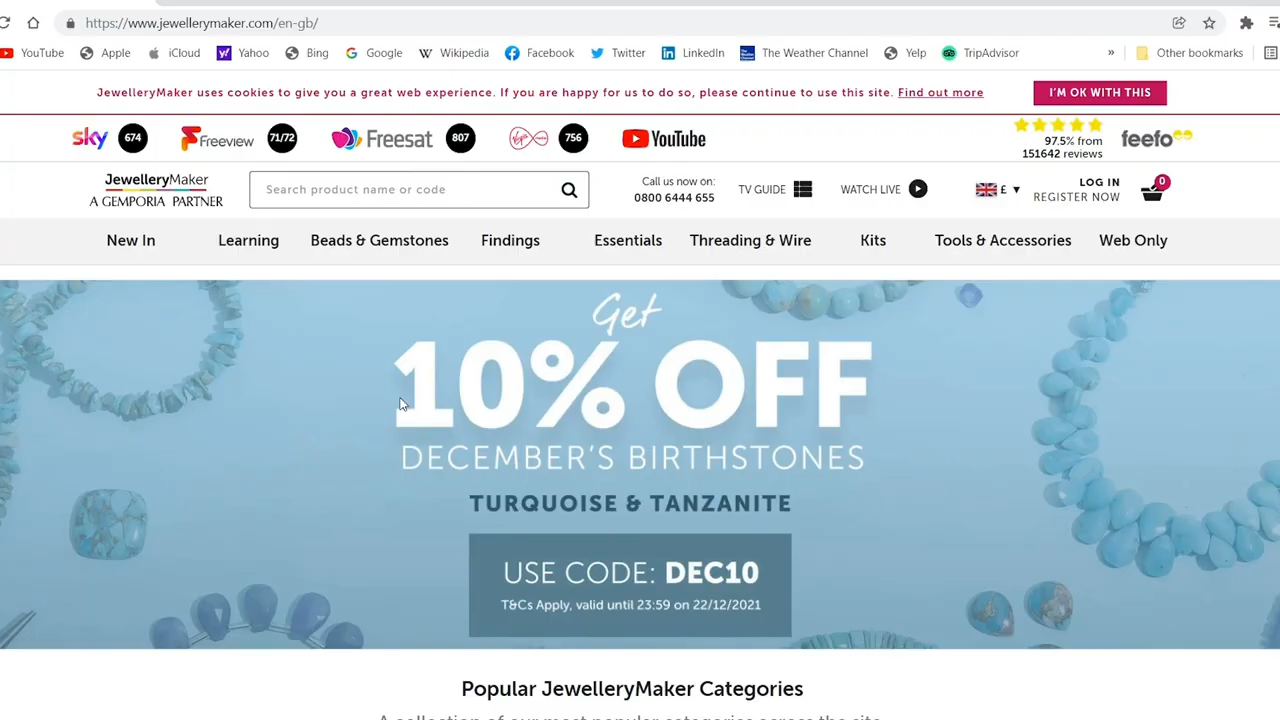 https://www.jewellerymaker.com/en-gb/
YouTube Apple iCloud Yahoo Bing Google Wikipedia Facebook Twitter LinkedIn The Weather Channel Yelp TripAdvisor » Other bookmarks
JewelleryMaker uses cookies to give you a great web experience. If you are happy for us to do so, please continue to use this site. Find out more
I'M OK WITH THIS
sky 674 Freeview 71/72 Freesat 807 Virgin media 756 YouTube
97.5% from
151642 reviews
feefo
JewelleryMaker
A GEMPORIA PARTNER
Search product name or code
Call us now on:
0800 6444 655
TV GUIDE
WATCH LIVE
£ ▼
LOG IN
REGISTER NOW
0
New In Learning Beads & Gemstones Findings Essentials Threading & Wire Kits Tools & Accessories Web Only
Get
10% OFF
DECEMBER'S BIRTHSTONES
TURQUOISE & TANZANITE
USE CODE: DEC10
T&Cs Apply, valid until 23:59 on 22/12/2021
Popular JewelleryMaker Categories
A collection of our most popular categories across the site